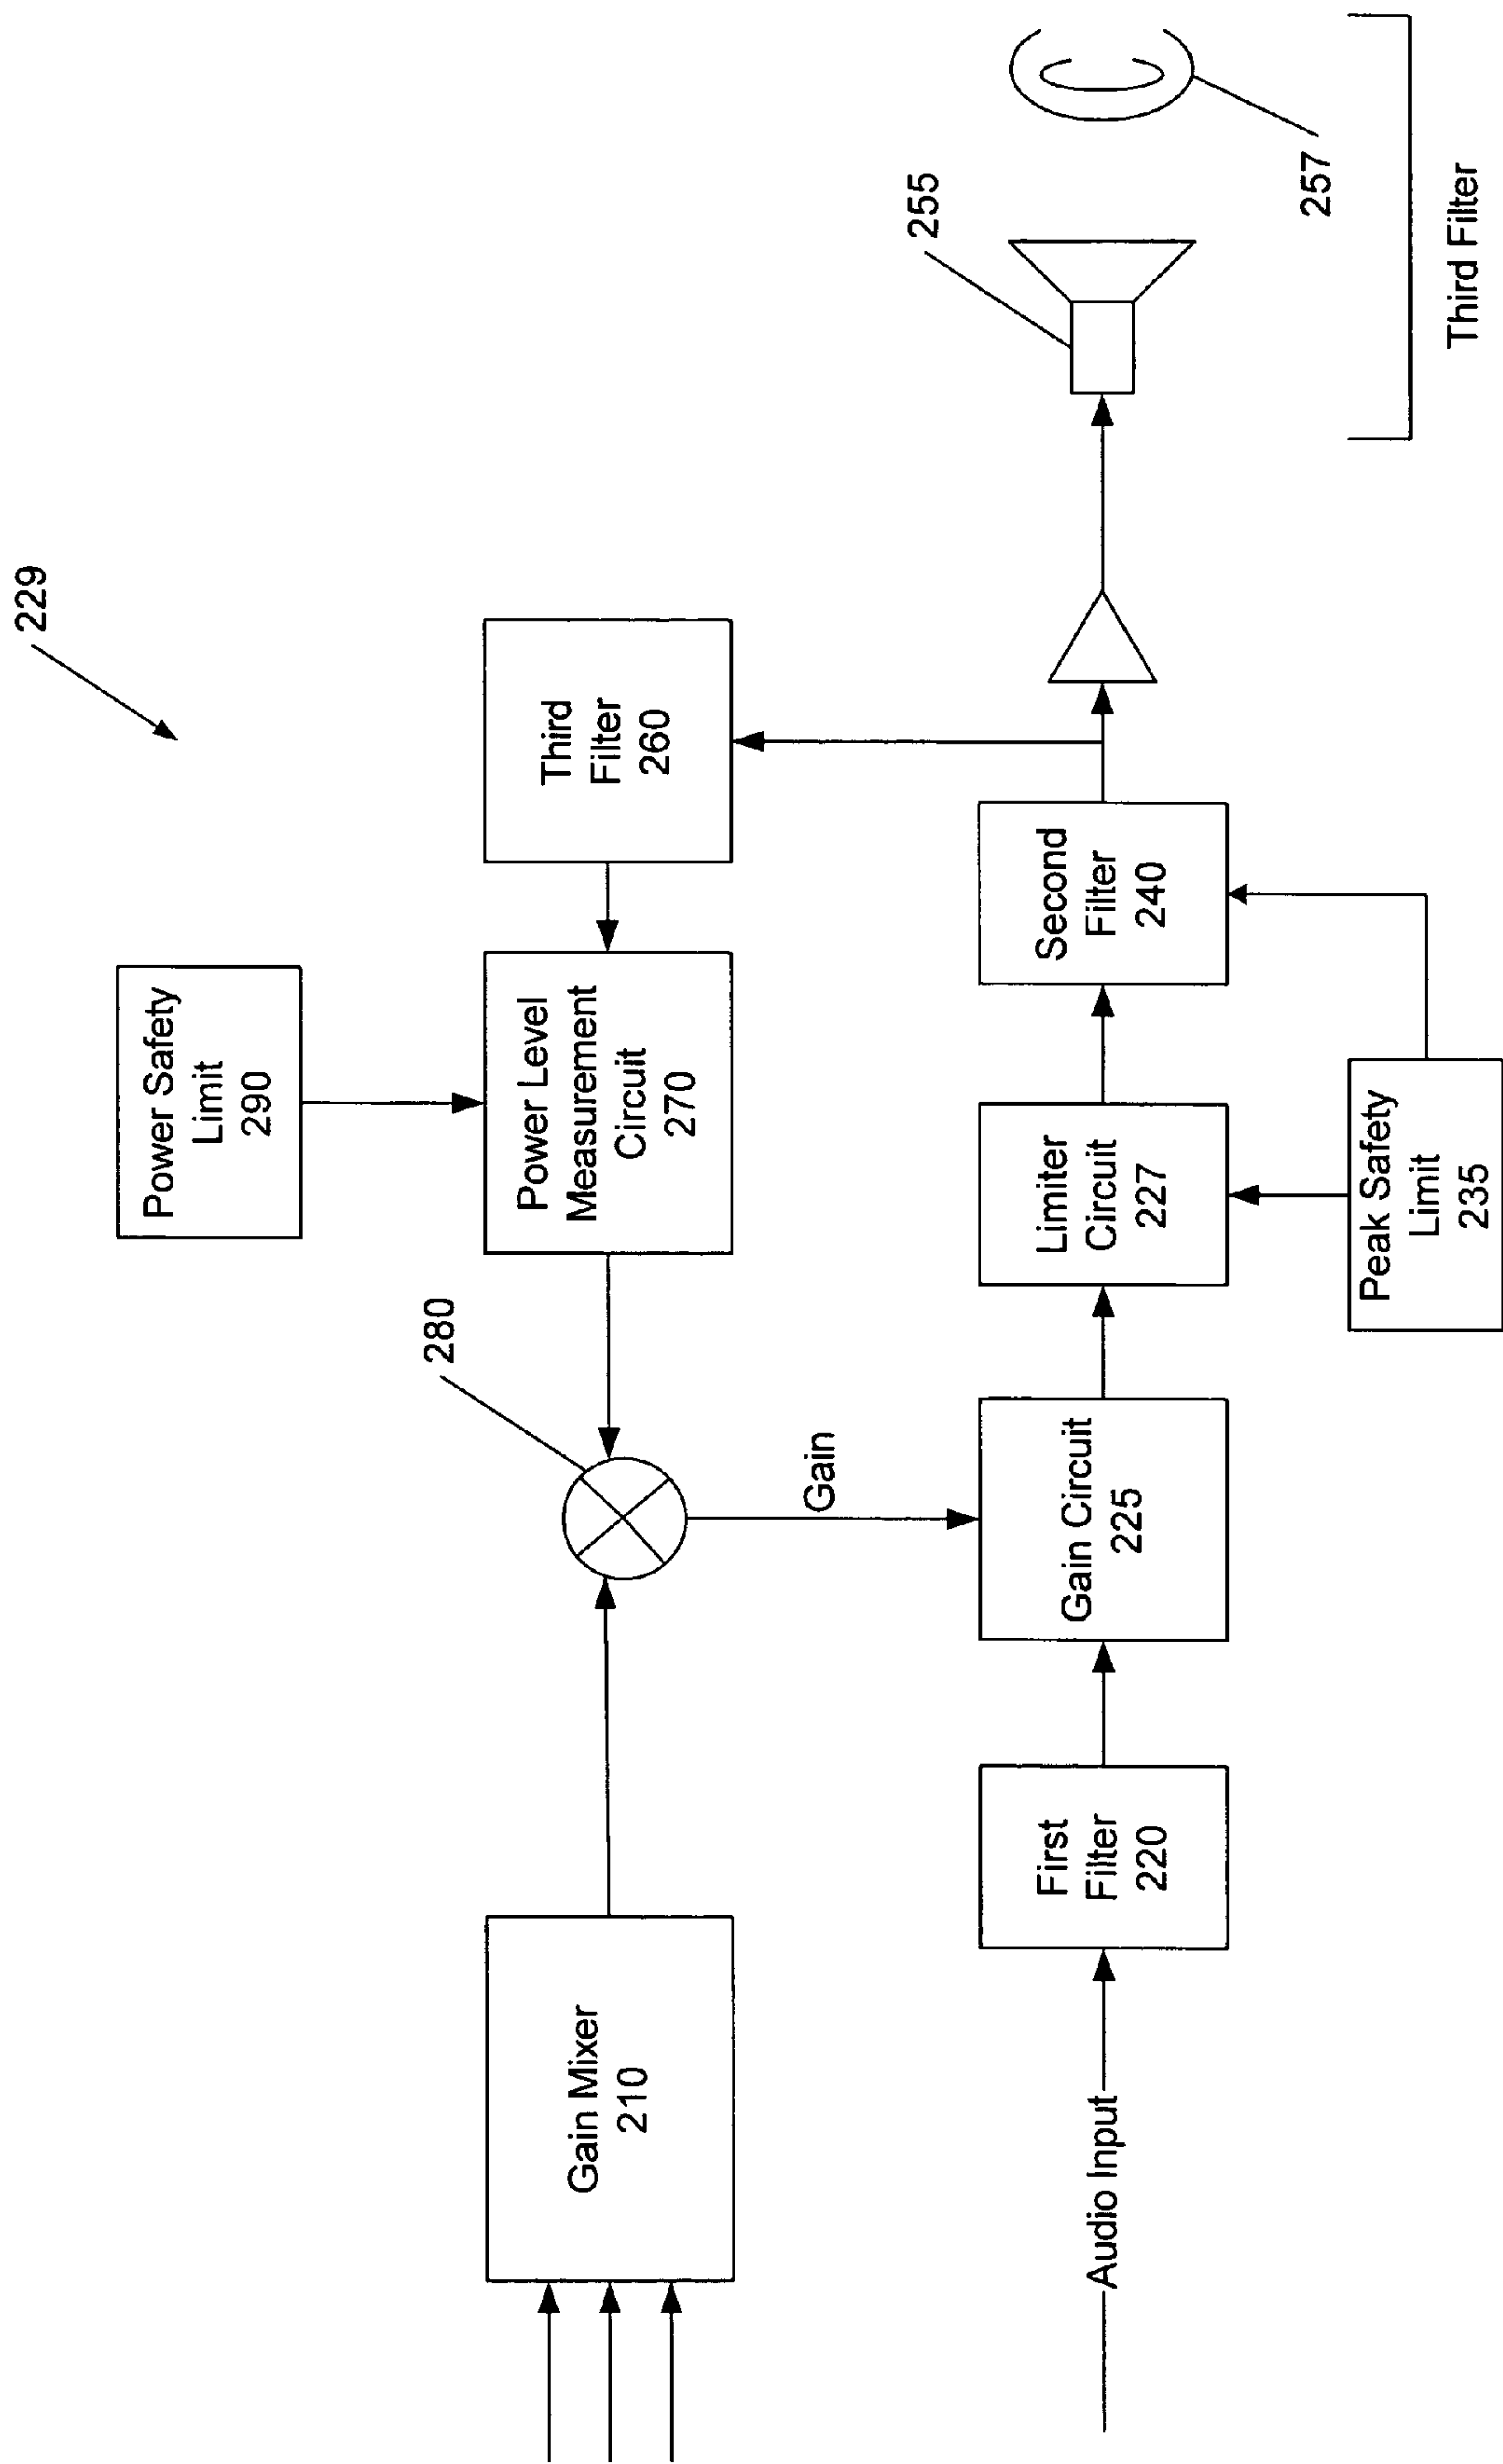 229
Power Safety
Limit
290
280
Gain Mixer
210
Power Level
Measurement
Circuit
270
Third
Filter
260
Gain
255
Audio Input
First
Filter
220
Gain Circuit
225
Limiter
Circuit
227
Second
Filter
240
257
Peak Safety
Limit
235
Third Filter